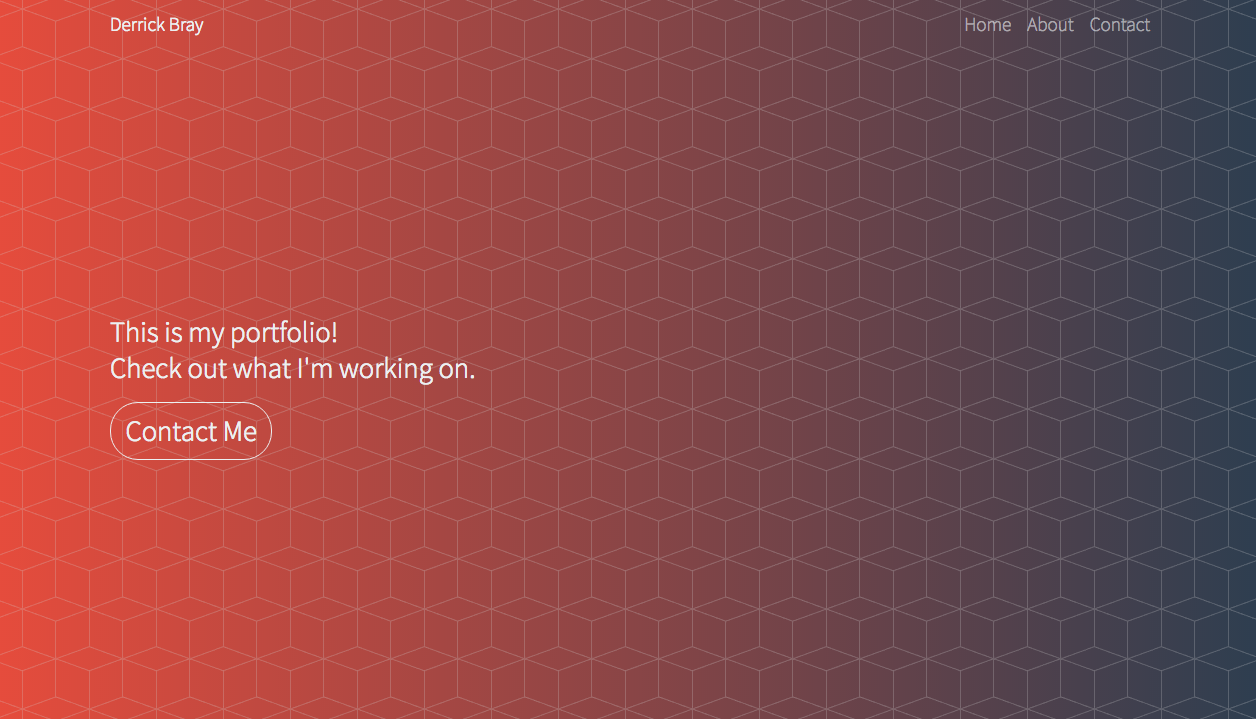 Derrick Bray
Home About Contact
This is my portfolio!
Check out what I'm working on.
Contact Me